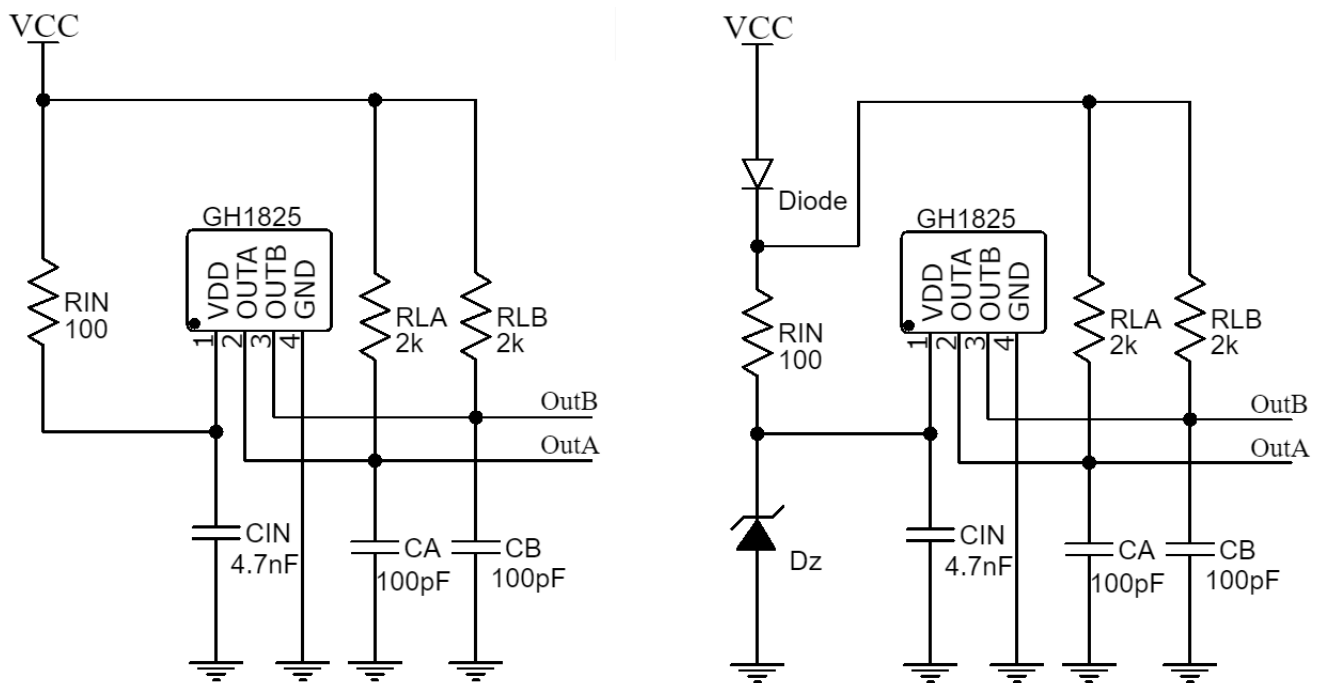 VCC
GH1825
VDD
OUTA
OUTB
GND
1
2
3
4
RIN
100
RLA
2k
RLB
2k
OutB
OutA
CIN
4.7nF
CA
100pF
CB
100pF
VCC
Diode
GH1825
VDD
OUTA
OUTB
GND
1
2
3
4
RIN
100
RLA
2k
RLB
2k
OutB
OutA
Dz
CIN
4.7nF
CA
100pF
CB
100pF